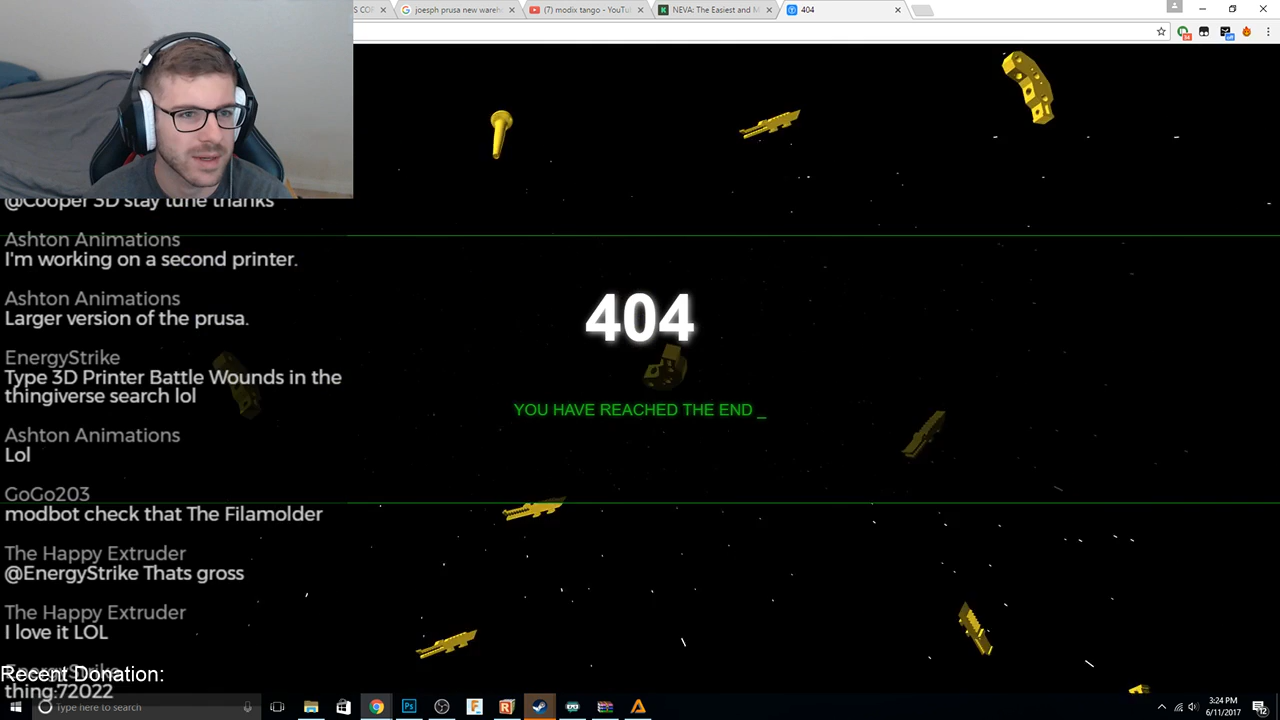 joesph prusa new wareh
(7) modix tango - YouTu
NEVA: The Easiest and M
404
@Cooper 3D stay tune thanks
Ashton Animations
I'm working on a second printer.
Ashton Animations
Larger version of the prusa.
EnergyStrike
Type 3D Printer Battle Wounds in the
thingiverse search lol
Ashton Animations
Lol
GoGo203
modbot check that The Filamolder
The Happy Extruder
@EnergyStrike Thats gross
The Happy Extruder
I love it LOL
EnergyStrike
Recent Donation:
thing:72022
404
YOU HAVE REACHED THE END _
Type here to search
3:24 PM
6/11/2017